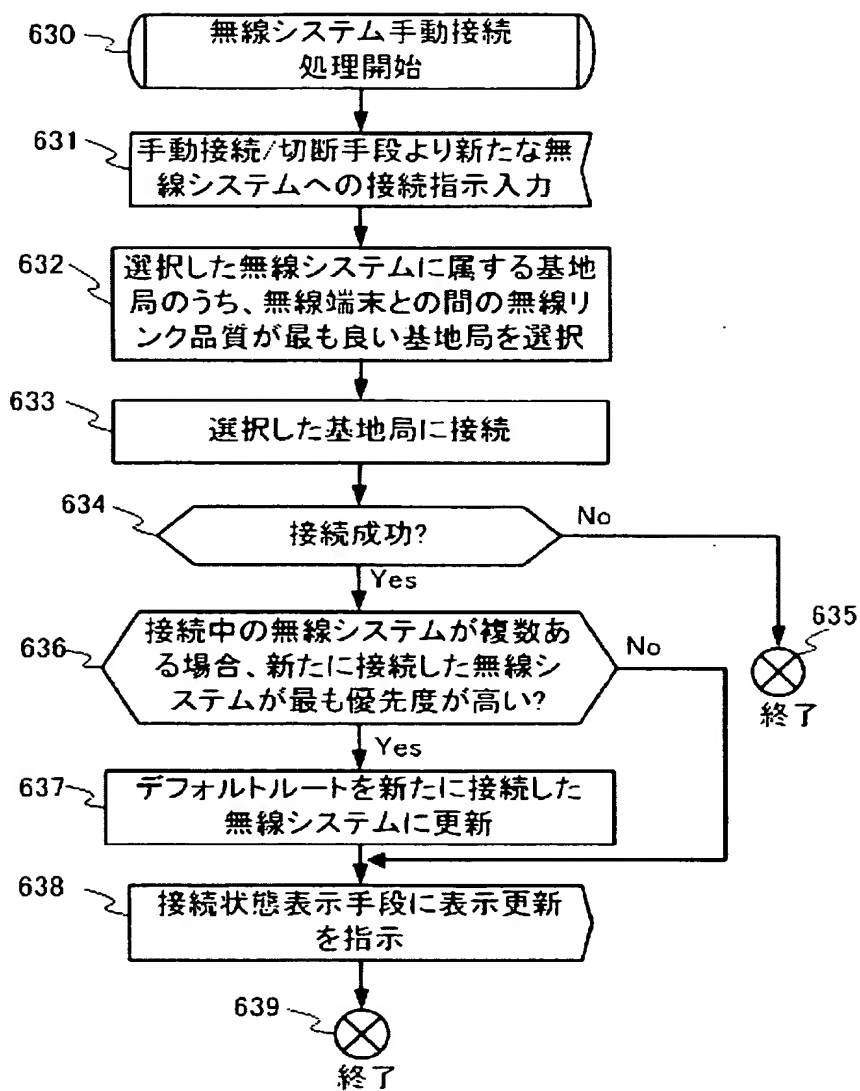 630
無線システム手動接続
処理開始
631
手動接続/切断手段より新たな無
線システムへの接続指示入力
632
選択した無線システムに属する基地
局のうち、無線端末との間の無線リ
ンク品質が最も良い基地局を選択
633
選択した基地局に接続
634
接続成功?
No
Yes
635
終了
636
接続中の無線システムが複数あ
る場合、新たに接続した無線シ
ステムが最も優先度が高い?
No
Yes
637
デフォルトルートを新たに接続した
無線システムに更新
638
接続状態表示手段に表示更新
を指示
639
終了